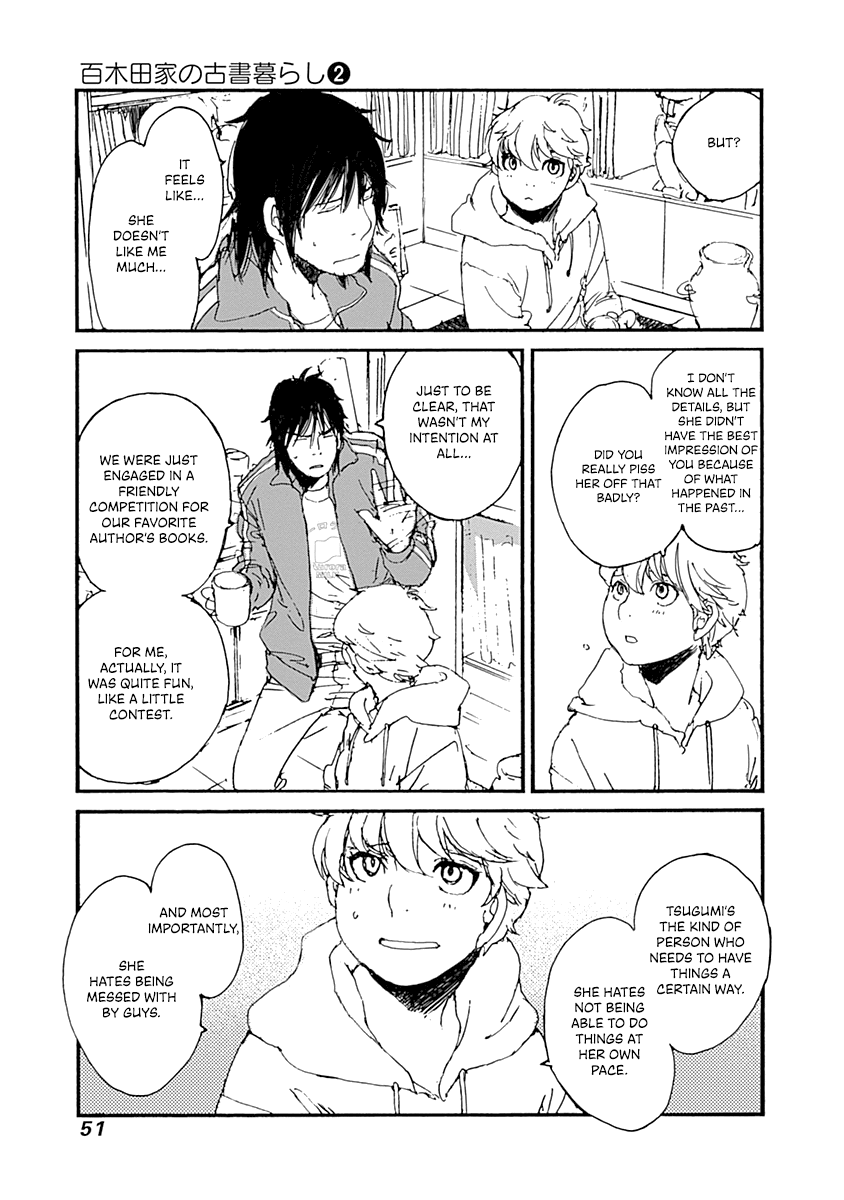 百木田家の古書暮らし❷
BUT?
IT
FEELS
LIKE...
SHE
DOESN'T
LIKE ME
MUCH...
I DON'T
KNOW ALL THE
DETAILS, BUT
SHE DIDN'T
HAVE THE BEST
IMPRESSION OF
YOU BECAUSE
OF WHAT
HAPPENED IN
THE PAST...
DID YOU
REALLY PISS
HER OFF THAT
BADLY?
JUST TO BE
CLEAR, THAT
WASN'T MY
INTENTION AT
ALL...
WE WERE JUST
ENGAGED IN A
FRIENDLY
COMPETITION FOR
OUR FAVORITE
AUTHOR'S BOOKS.
FOR ME,
ACTUALLY, IT
WAS QUITE FUN,
LIKE A LITTLE
CONTEST.
TSUGUMI'S
THE KIND OF
PERSON WHO
NEEDS TO HAVE
THINGS A
CERTAIN WAY.
SHE HATES
NOT BEING
ABLE TO DO
THINGS AT
HER OWN
PACE.
AND MOST
IMPORTANTLY,
SHE
HATES BEING
MESSED WITH
BY GUYS.
51